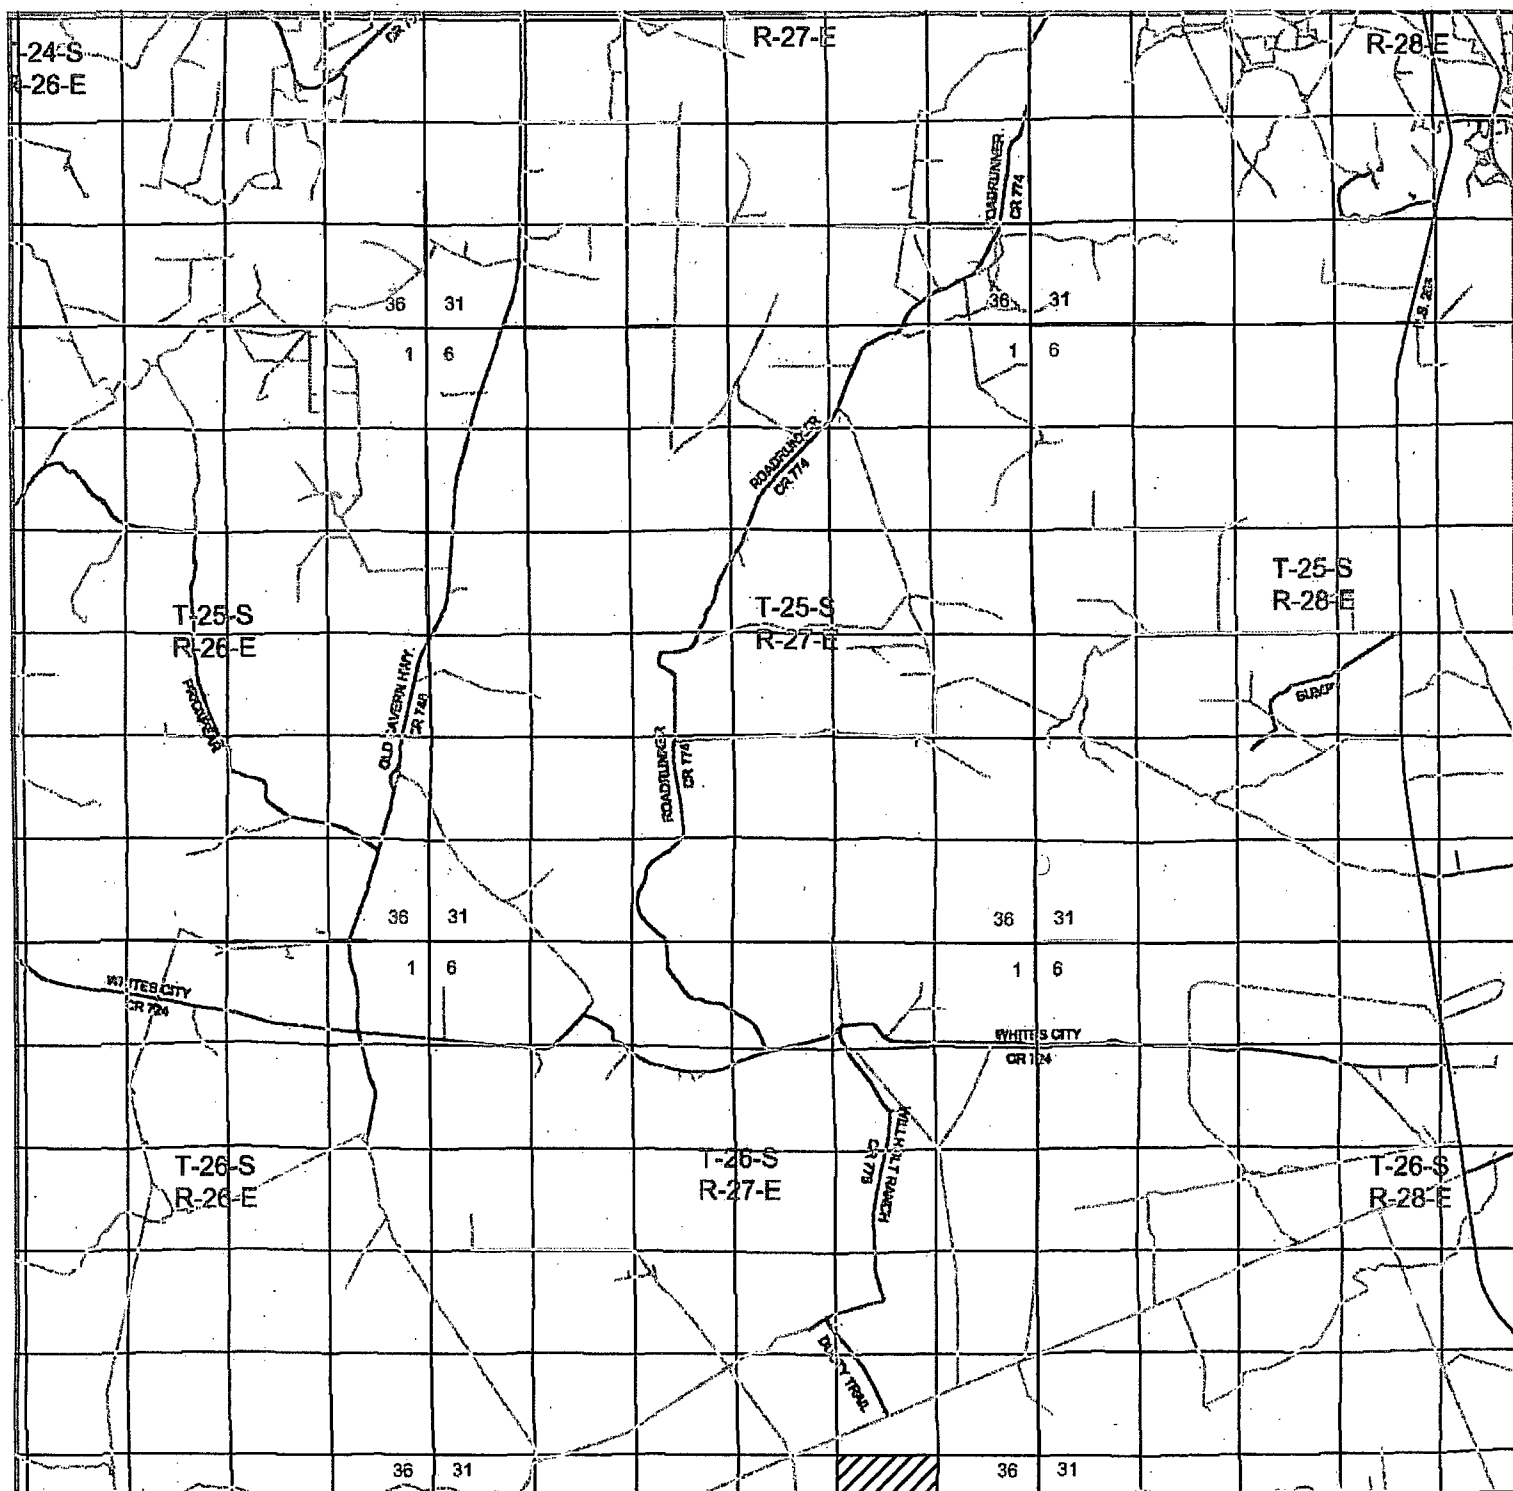 -24-S
R-27-E
R-28-E
-26-E
ROADRUNNER
CR 774
36 31
36 31
1 6
1 6
ROADRUNNER
CR 774
T-25-S
R-26-E
T-25-S
R-27-E
T-25-S
R-28-E
OLD CAVERN HWY.
CR 748
ROADRUNNER
CR 774
36 31
36 31
1 6
1 6
WHITES CITY
CR 724
WHITES CITY
CR 724
CR 775
T-26-S
R-26-E
T-26-S
R-27-E
T-26-S
R-28-E
TRAIL
36 31
36 31